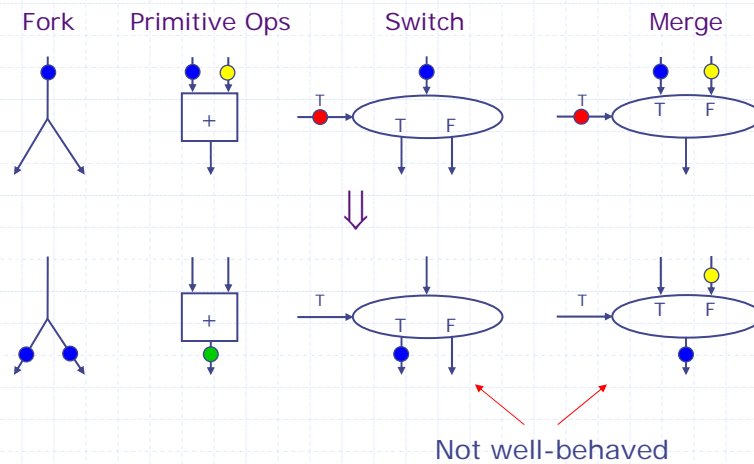 Fork Primitive Ops Switch Merge
T T
T F T F
+
⇓
T T
T F T F
+
Not well-behaved